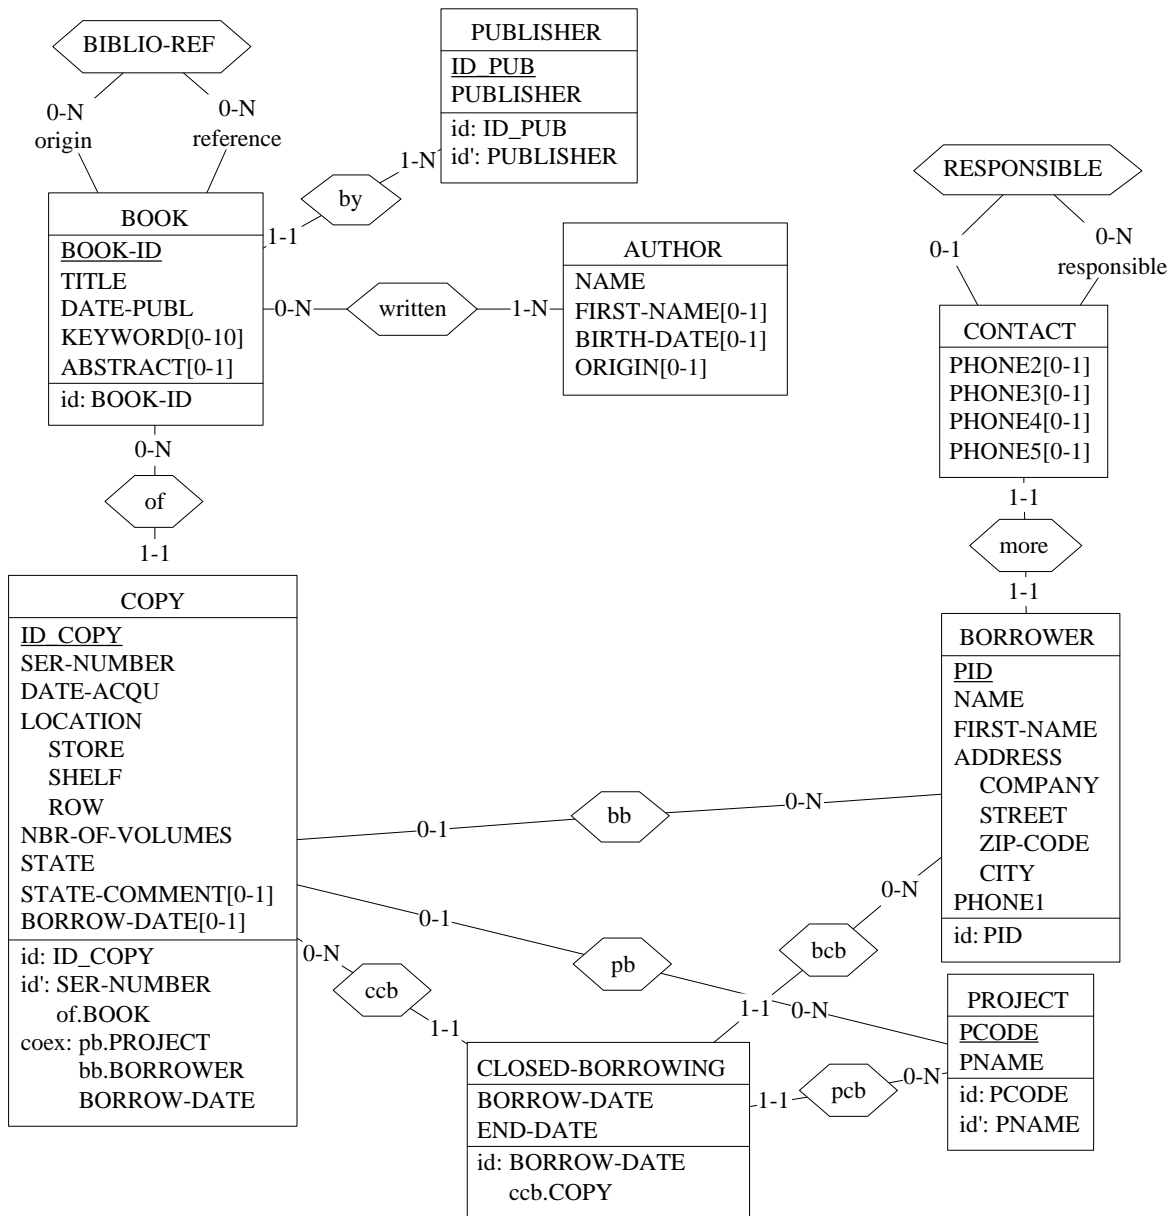 BIBLIO-REF
0-N
origin
0-N
reference
PUBLISHER
ID_PUB
PUBLISHER
id: ID_PUB
id': PUBLISHER
1-N
by
1-1
BOOK
BOOK-ID
TITLE
DATE-PUBL
KEYWORD[0-10]
ABSTRACT[0-1]
id: BOOK-ID
0-N
written
1-N
AUTHOR
NAME
FIRST-NAME[0-1]
BIRTH-DATE[0-1]
ORIGIN[0-1]
RESPONSIBLE
0-1
0-N
responsible
CONTACT
PHONE2[0-1]
PHONE3[0-1]
PHONE4[0-1]
PHONE5[0-1]
1-1
more
1-1
0-N
of
1-1
COPY
ID_COPY
SER-NUMBER
DATE-ACQU
LOCATION
STORE
SHELF
ROW
NBR-OF-VOLUMES
STATE
STATE-COMMENT[0-1]
BORROW-DATE[0-1]
id: ID_COPY
id': SER-NUMBER
of.BOOK
coex: pb.PROJECT
bb.BORROWER
BORROW-DATE
BORROWER
PID
NAME
FIRST-NAME
ADDRESS
COMPANY
STREET
ZIP-CODE
CITY
PHONE1
id: PID
0-1
bb
0-N
0-1
pb
0-N
0-N
bcb
1-1
0-N
ccb
1-1
CLOSED-BORROWING
BORROW-DATE
END-DATE
id: BORROW-DATE
ccb.COPY
1-1
pcb
0-N
PROJECT
PCODE
PNAME
id: PCODE
id': PNAME